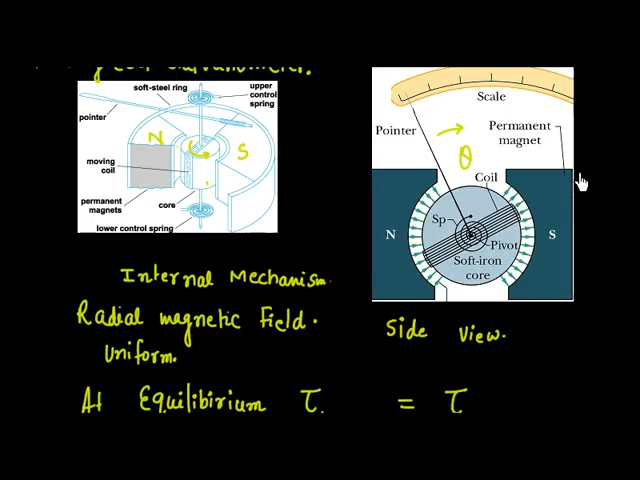 Galvanometer.
soft-steel ring
upper
control
spring
pointer
N
S
moving
coil
permanent
magnets
core
lower control spring
Scale
Pointer
θ
Permanent
magnet
Coil
Sp
N
S
Pivot
Soft-iron
core
Internal Mechanism.
Radial magnetic Field.
Uniform.
Side View.
At Equilibirium τ. = τ